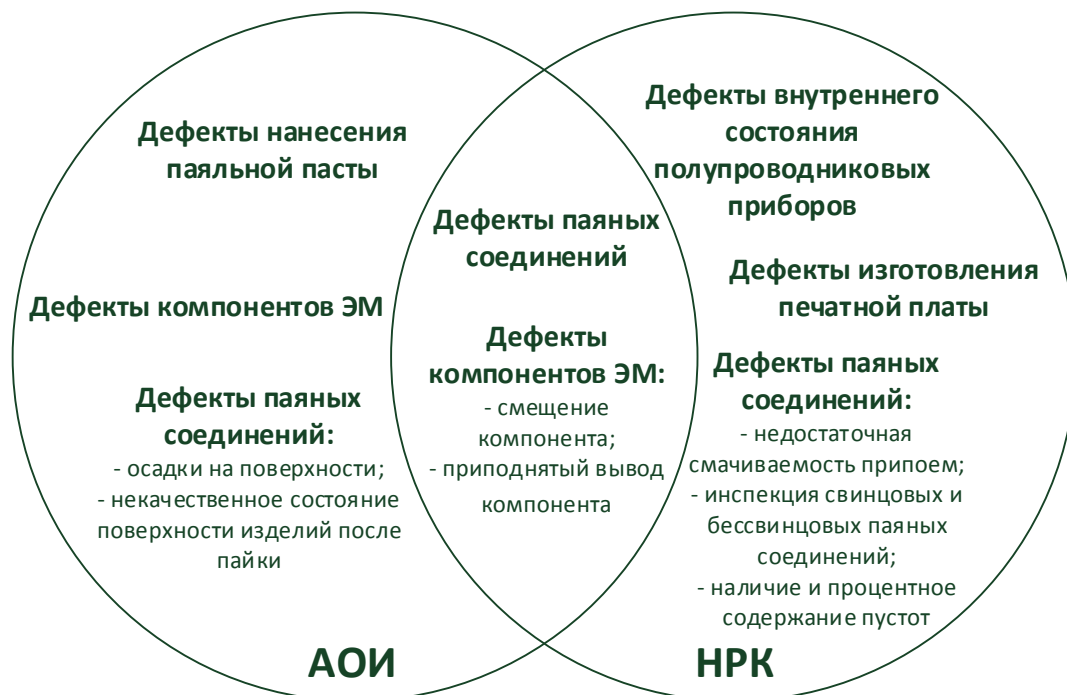 Дефекты нанесения
паяльной пасты
Дефекты компонентов ЭМ
Дефекты паяных
соединений:
- осадки на поверхности;
- некачественное состояние
поверхности изделий после
пайки
АОИ
Дефекты паяных
соединений
Дефекты
компонентов ЭМ:
- смещение
компонента;
- приподнятый вывод
компонента
Дефекты внутреннего
состояния
полупроводниковых
приборов
Дефекты изготовления
печатной платы
Дефекты паяных
соединений:
- недостаточная
смачиваемость припоем;
- инспекция свинцовых и
бессвинцовых паяных
соединений;
- наличие и процентное
содержание пустот
НРК